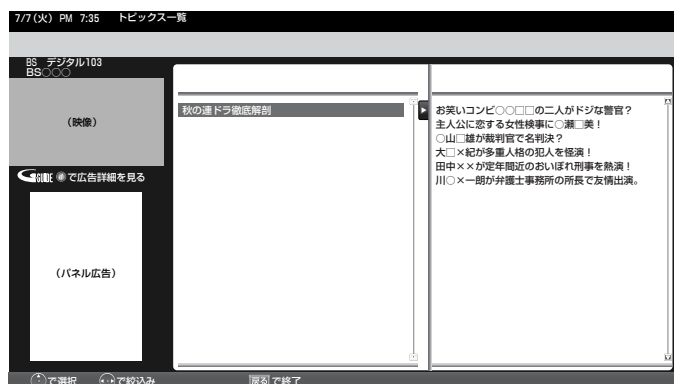 7/7(火) PM 7:35 トピックス一覧
BS デジタル103
BS○○○
(映像)
GGUIDE で広告詳細を見る
(パネル広告)
秋の連ドラ徹底解剖
お笑いコンビ○○□□の二人がドジな警官？
主人公に恋する女性検事に○瀬□美！
○山□雄が裁判官で名判決？
大□×紀が多重人格の犯人を怪演！
田中××が定年間近のおいぼれ刑事を熱演！
川○×一朗が弁護士事務所の所長で友情出演。
で選択 で絞込み 戻る で終了